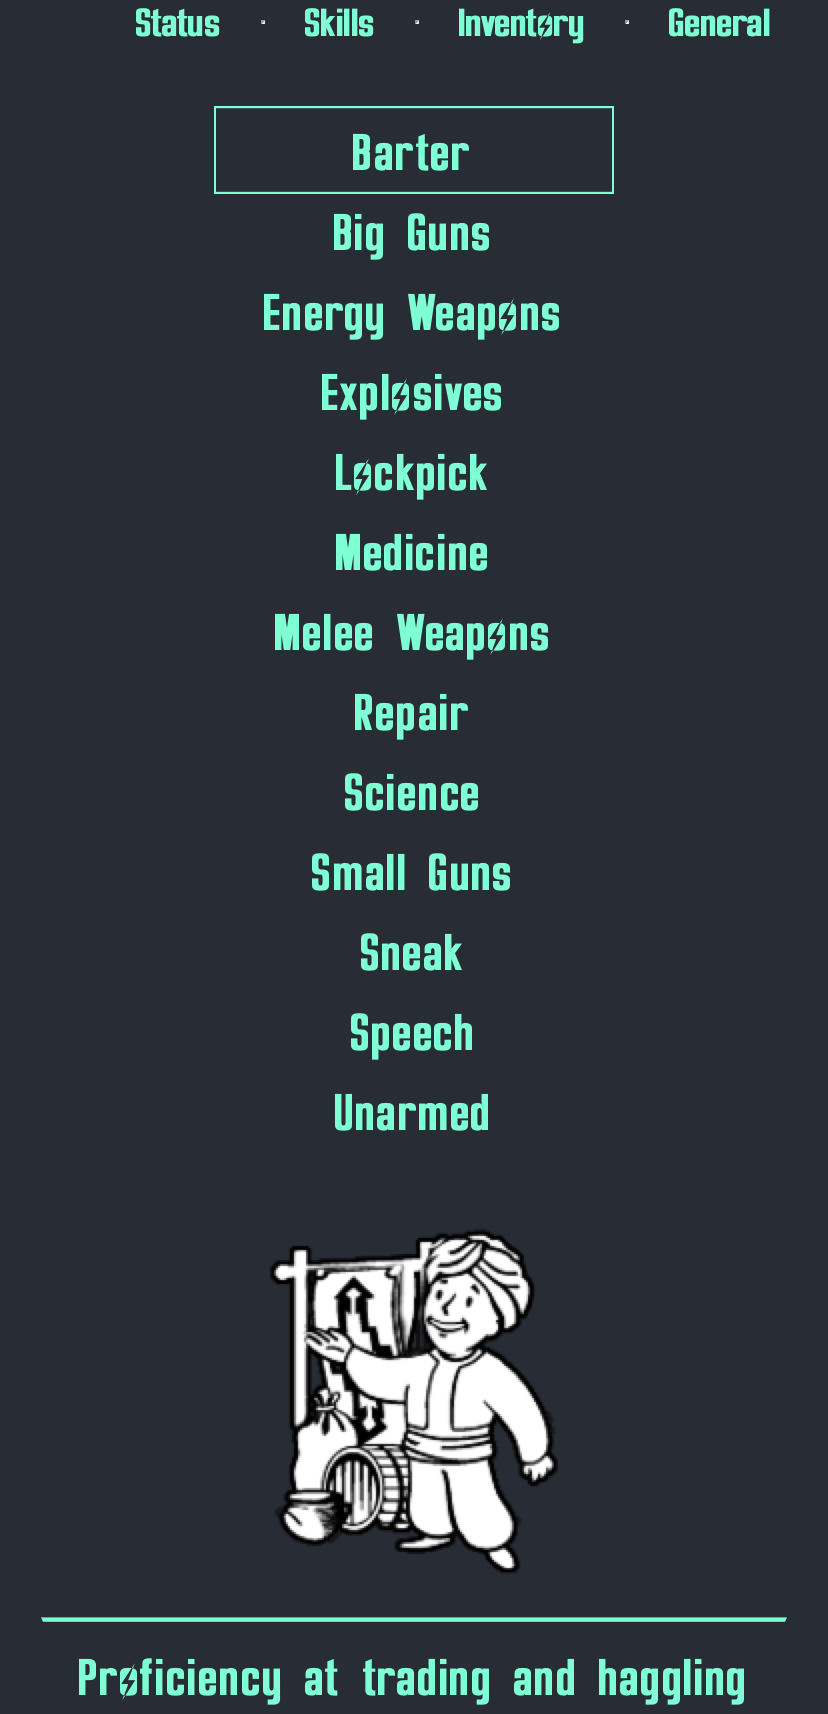 Status · Skills · Inventory · General
Barter
Big Guns
Energy Weapons
Explosives
Lockpick
Medicine
Melee Weapons
Repair
Science
Small Guns
Sneak
Speech
Unarmed
Proficiency at trading and haggling